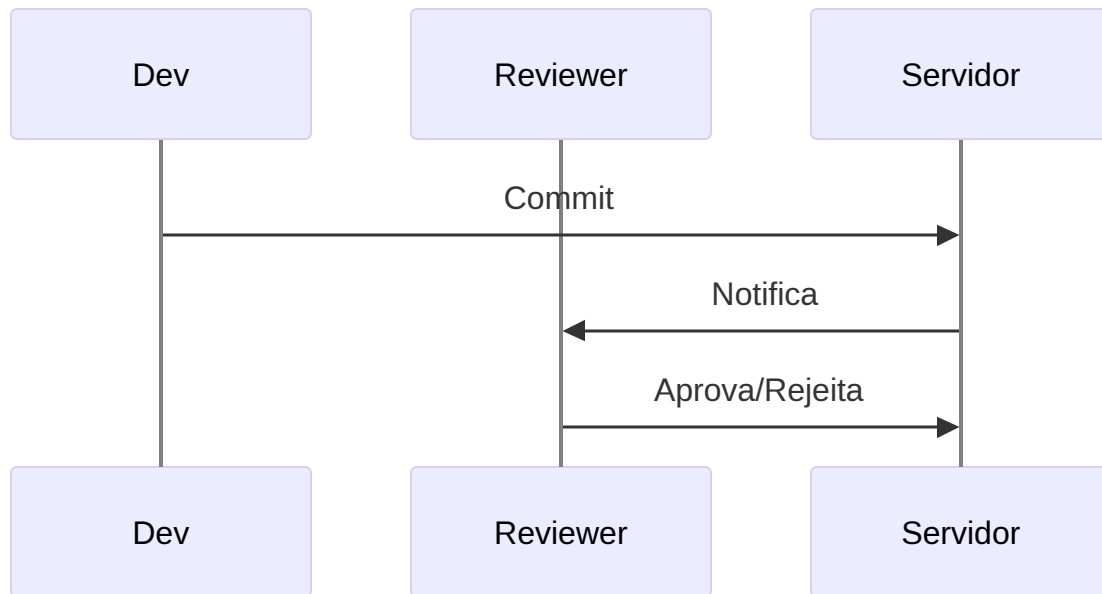 Dev Reviewer Servidor
Commit
Notifica
Aprova/Rejeita
Dev Reviewer Servidor